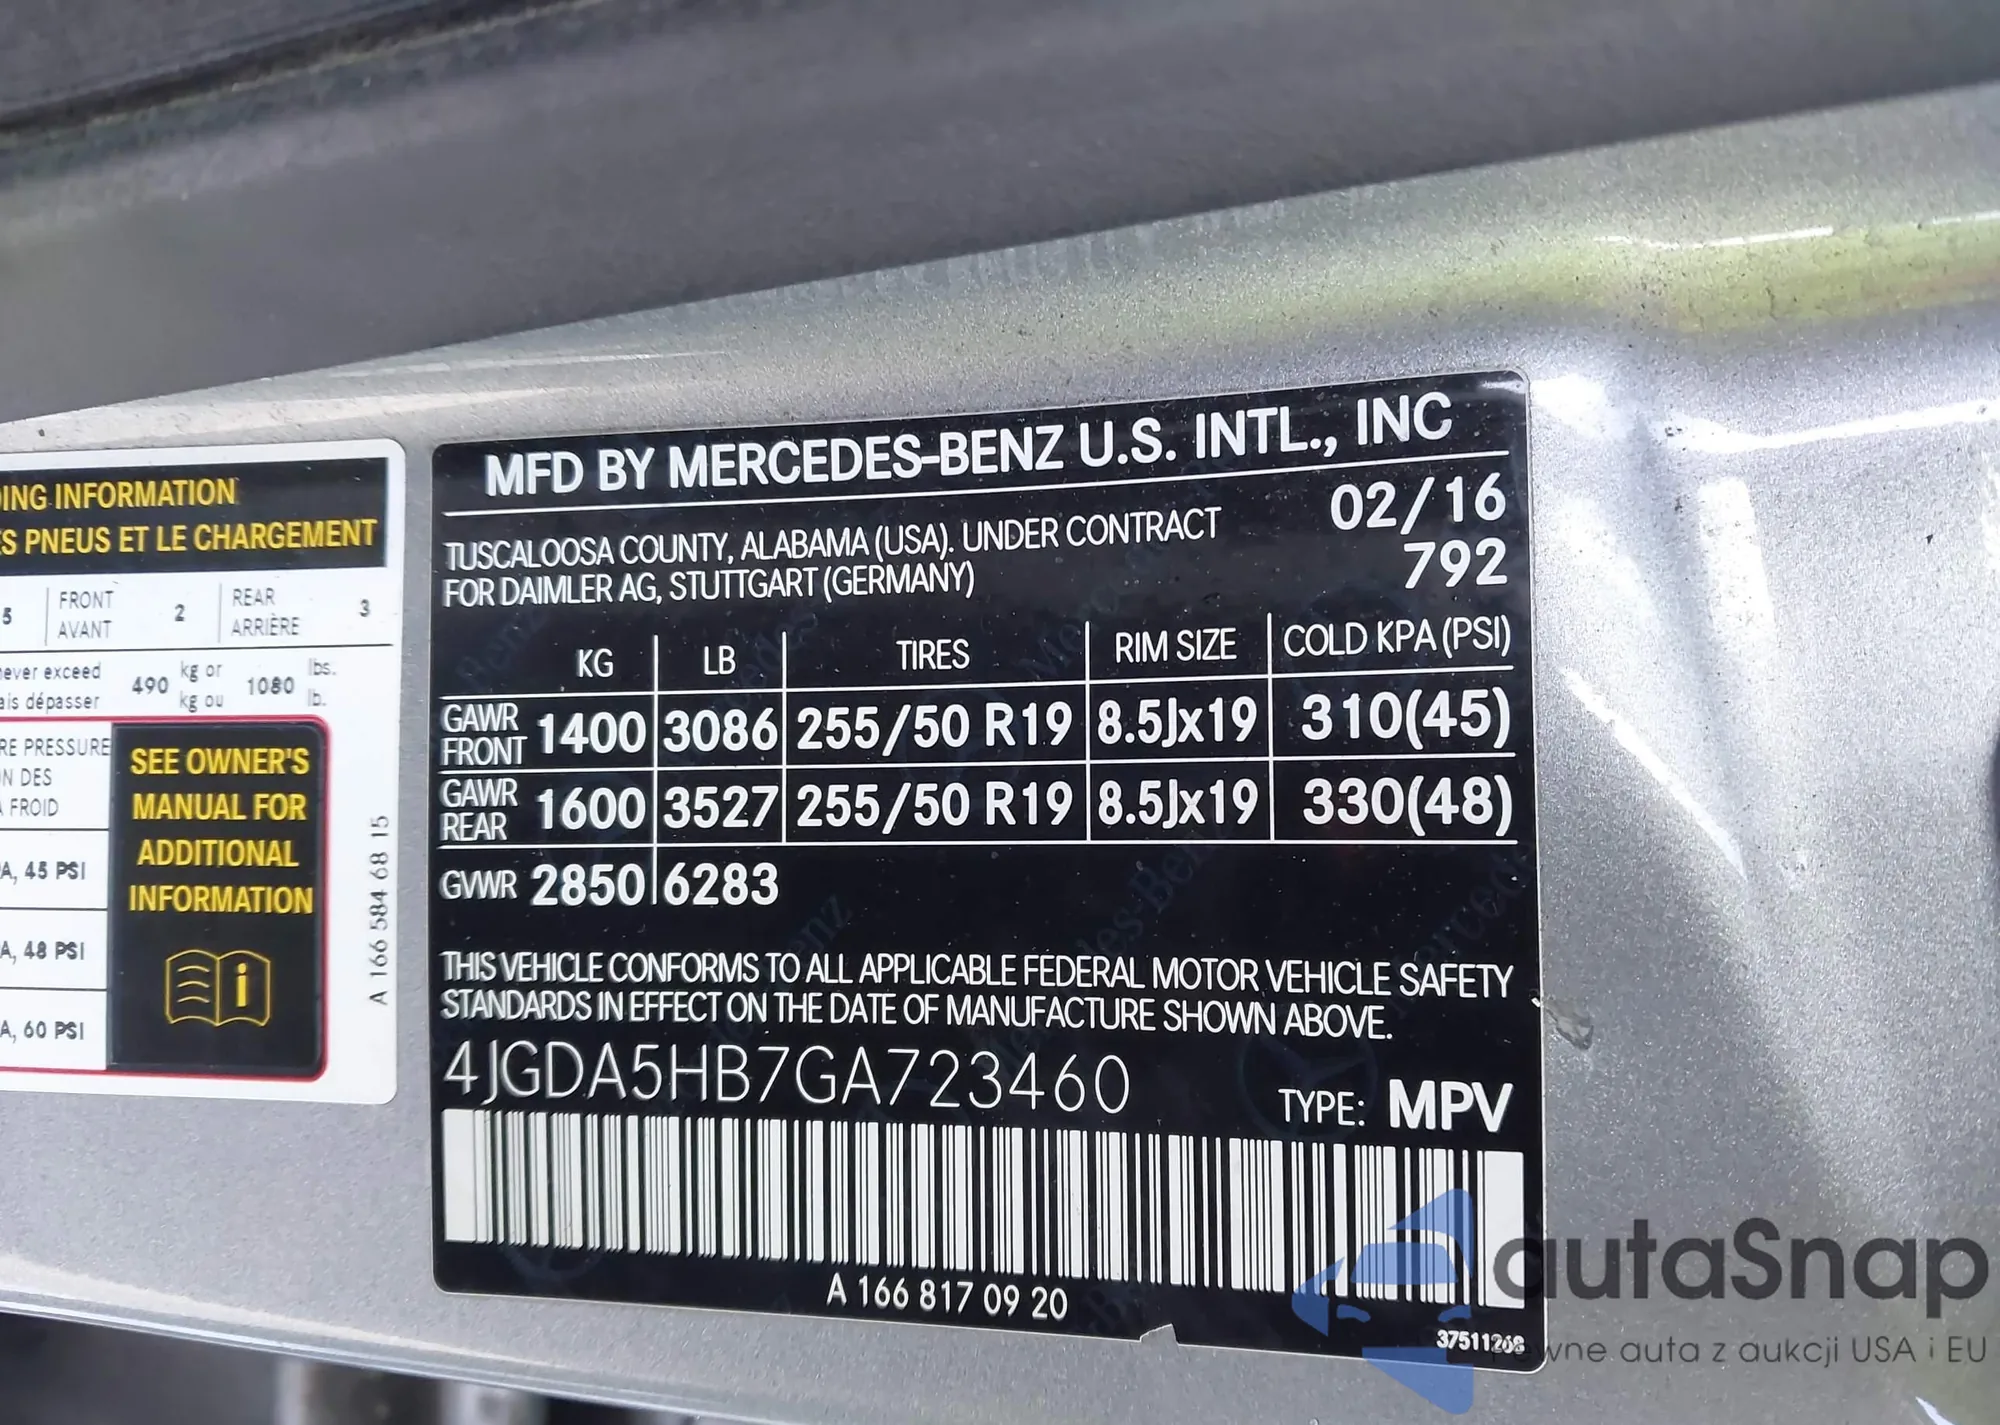 ING INFORMATION
S PNEUS ET LE CHARGEMENT
5 FRONT AVANT 2 REAR ARRIÈRE 3
never exceed 490 kg or 1080 lbs.
ais dépasser kg ou lb.
RE PRESSURE
N DES
À FROID
A, 45 PSI
A, 48 PSI
A, 60 PSI
SEE OWNER'S
MANUAL FOR
ADDITIONAL
INFORMATION
A 166 584 68 15
MFD BY MERCEDES-BENZ U.S. INTL., INC
TUSCALOOSA COUNTY, ALABAMA (USA). UNDER CONTRACT
FOR DAIMLER AG, STUTTGART (GERMANY)
02/16
792
KG LB TIRES RIM SIZE COLD KPA (PSI)
GAWR FRONT 1400 3086 255/50 R19 8.5Jx19 310(45)
GAWR REAR 1600 3527 255/50 R19 8.5Jx19 330(48)
GVWR 2850 6283
THIS VEHICLE CONFORMS TO ALL APPLICABLE FEDERAL MOTOR VEHICLE SAFETY
STANDARDS IN EFFECT ON THE DATE OF MANUFACTURE SHOWN ABOVE.
4JGDA5HB7GA723460
TYPE: MPV
A 166 817 09 20
37511268
autaSnap
Pewne auta z aukcji USA i EU